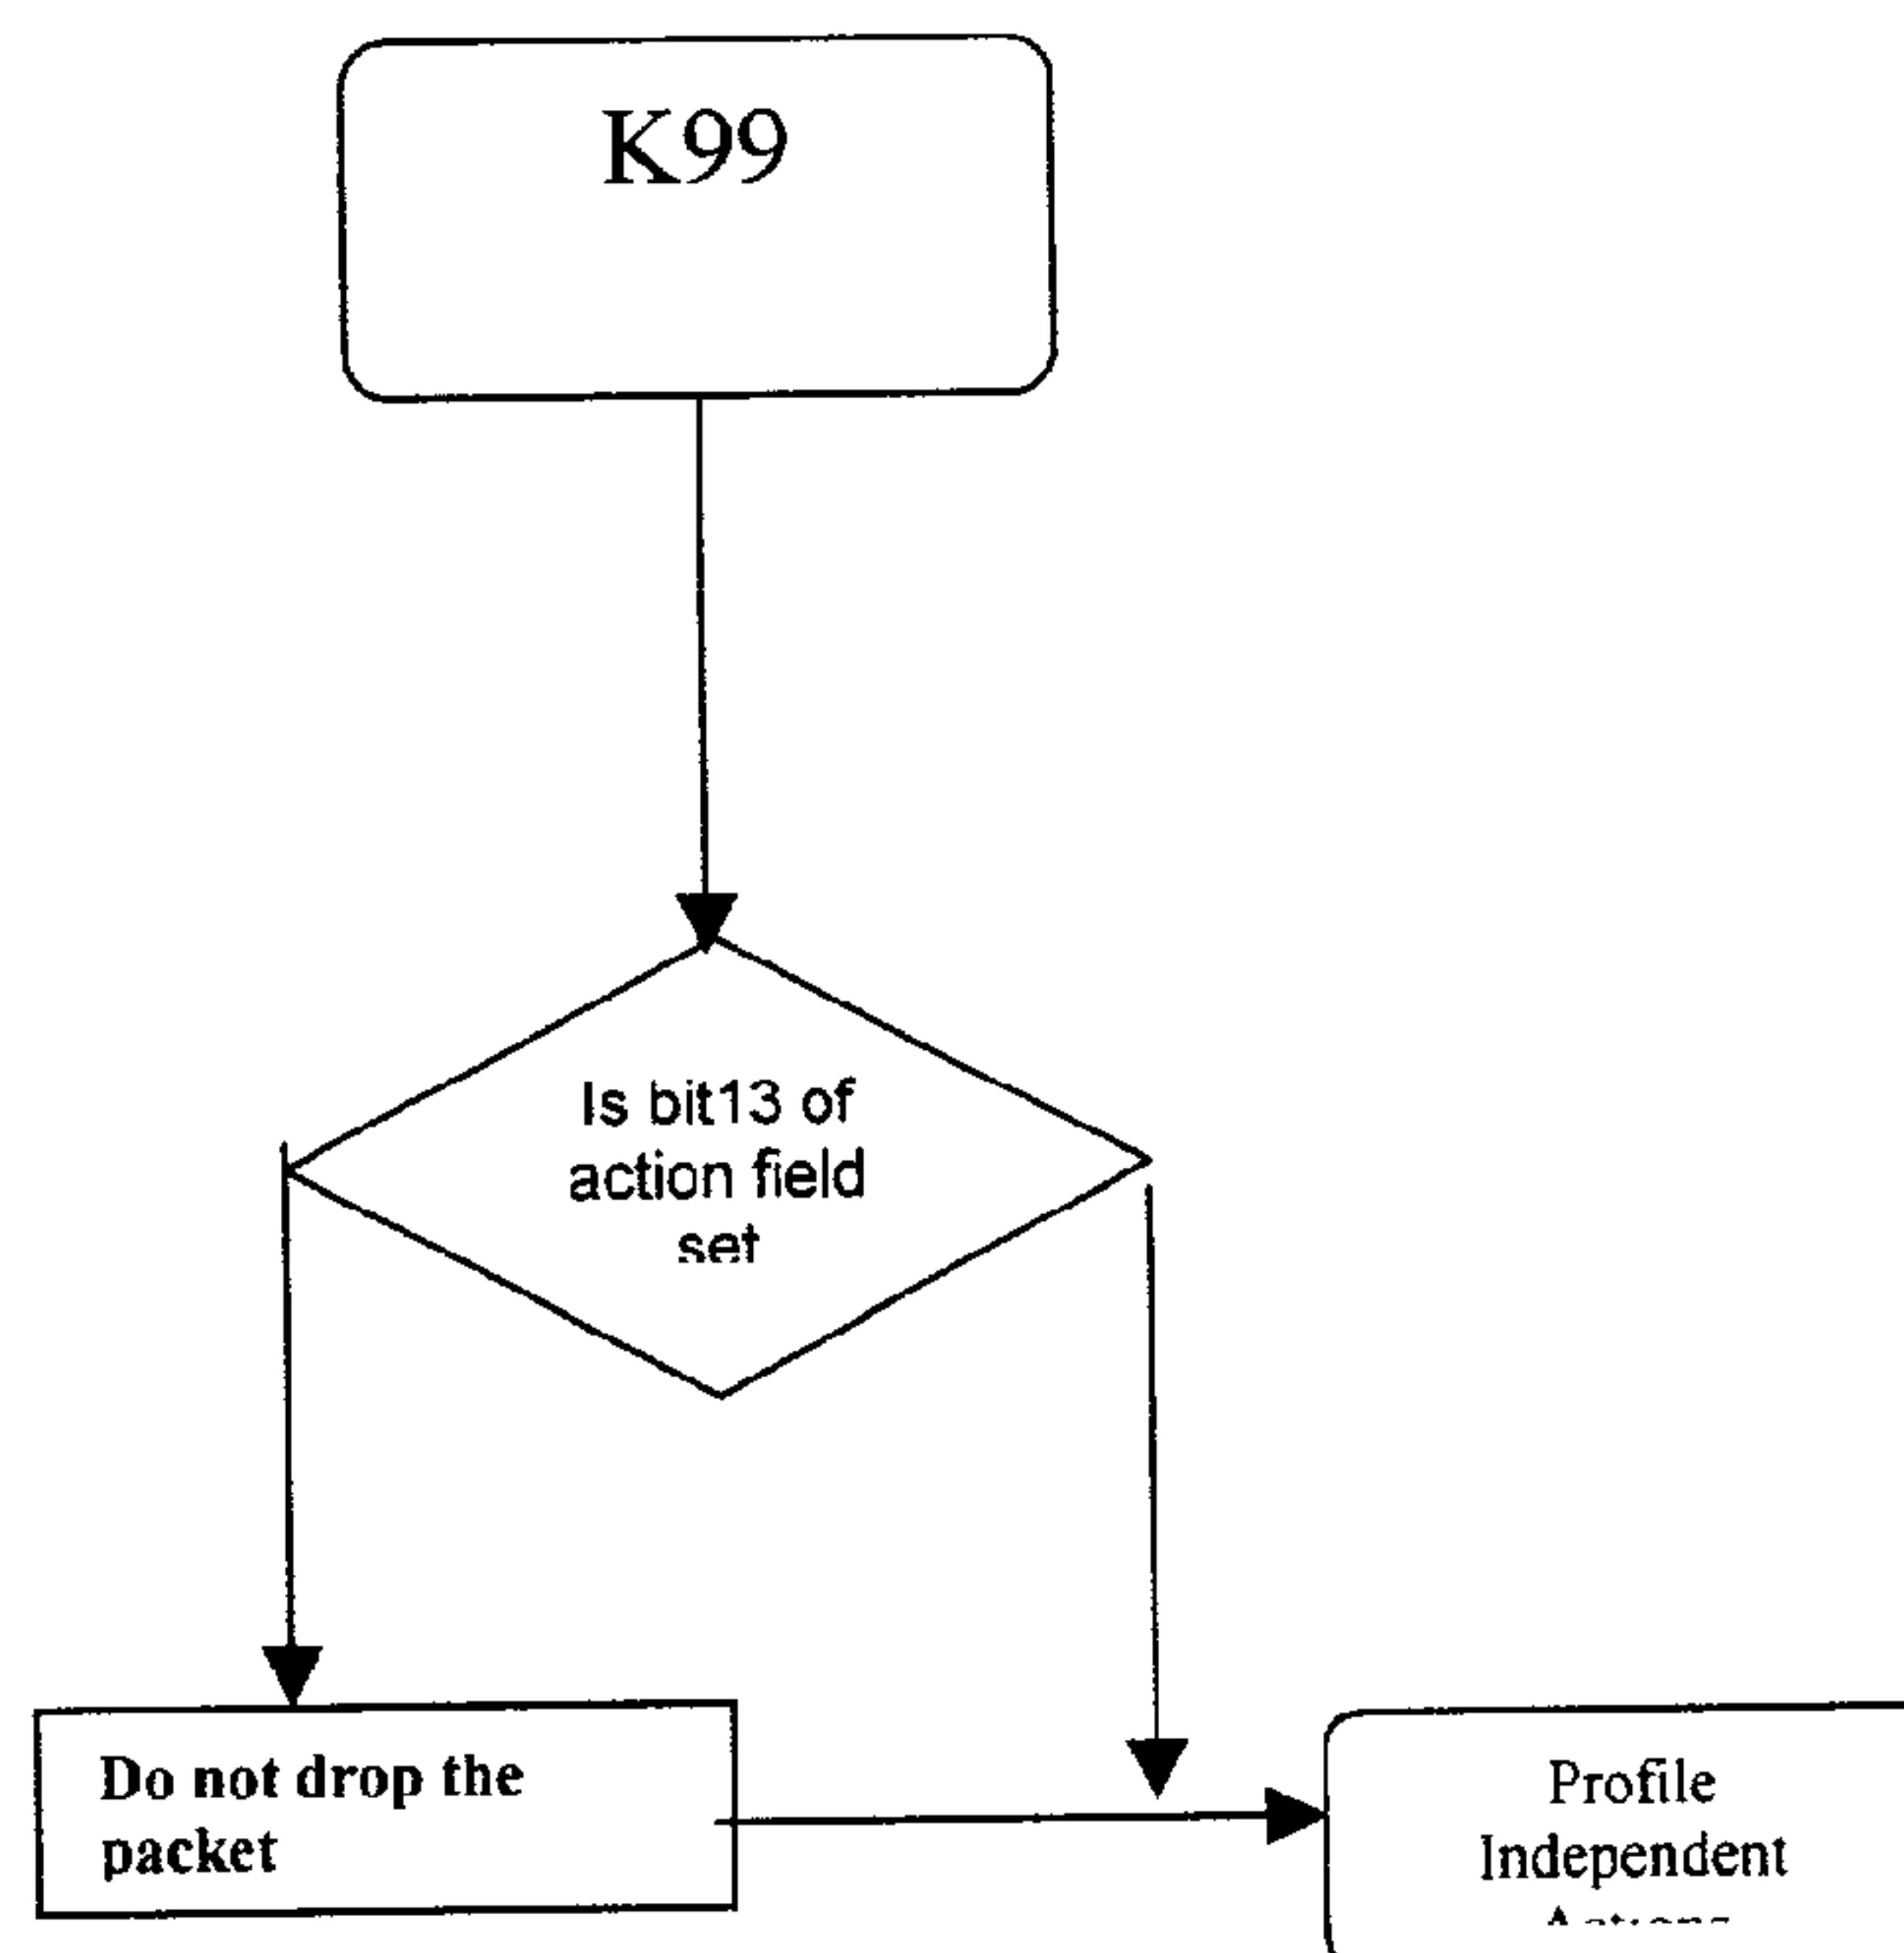 K99
Is bit13 of
action field
set
Do not drop the
packet
Profile
Independent